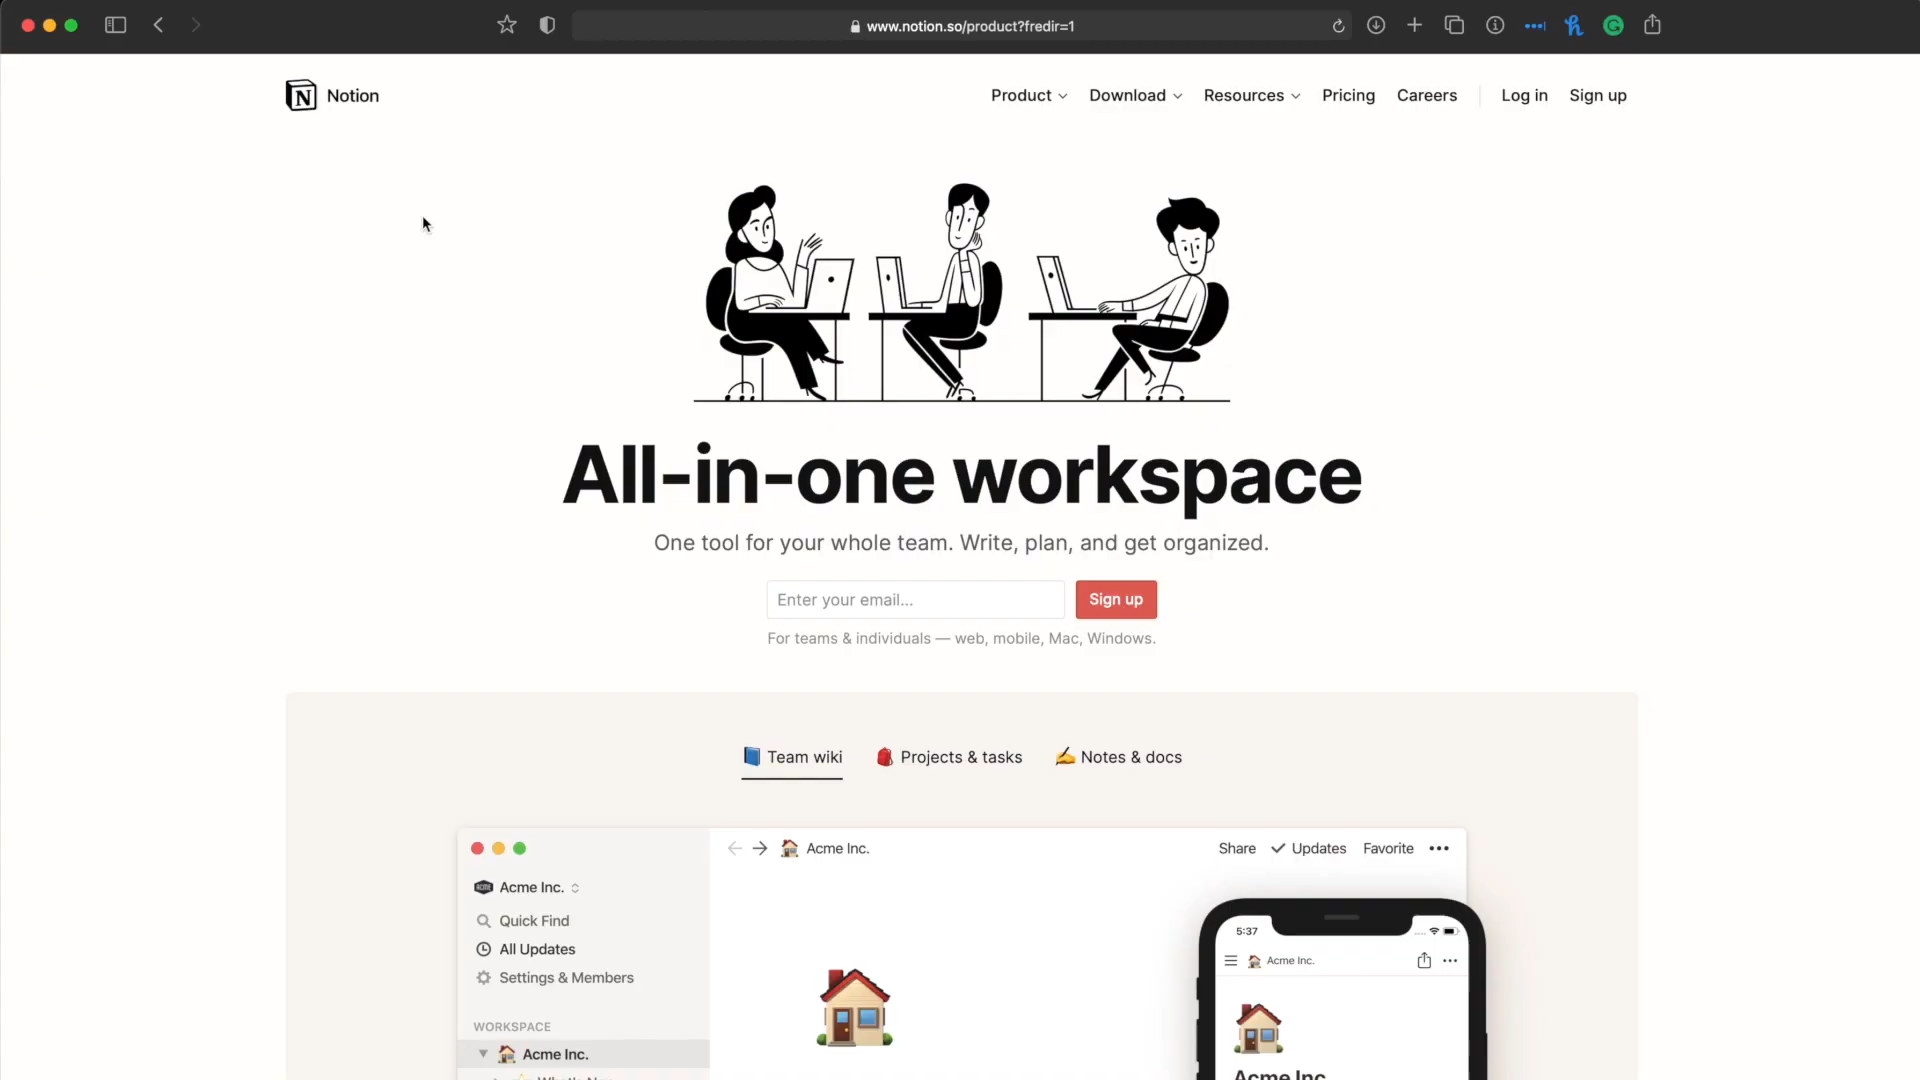 www.notion.so/product?fredir=1
Notion
Product
Download
Resources
Pricing
Careers
Log in
Sign up
All-in-one workspace
One tool for your whole team. Write, plan, and get organized.
Enter your email...
Sign up
For teams & individuals — web, mobile, Mac, Windows.
Team wiki
Projects & tasks
Notes & docs
Acme Inc.
Share
Updates
Favorite
ACME
Acme Inc.
Quick Find
All Updates
Settings & Members
WORKSPACE
Acme Inc.
5:37
Acme Inc.
Acme Inc